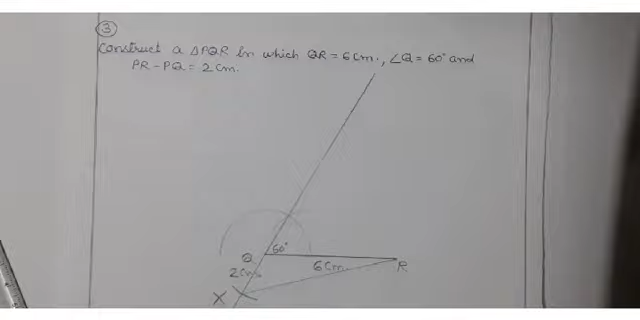 ③
Construct a ΔPQR in which QR = 6 Cm., ∠Q = 60° and
PR - PQ = 2 Cm.
60°
Q
2 Cm.
6 Cm.
R
X